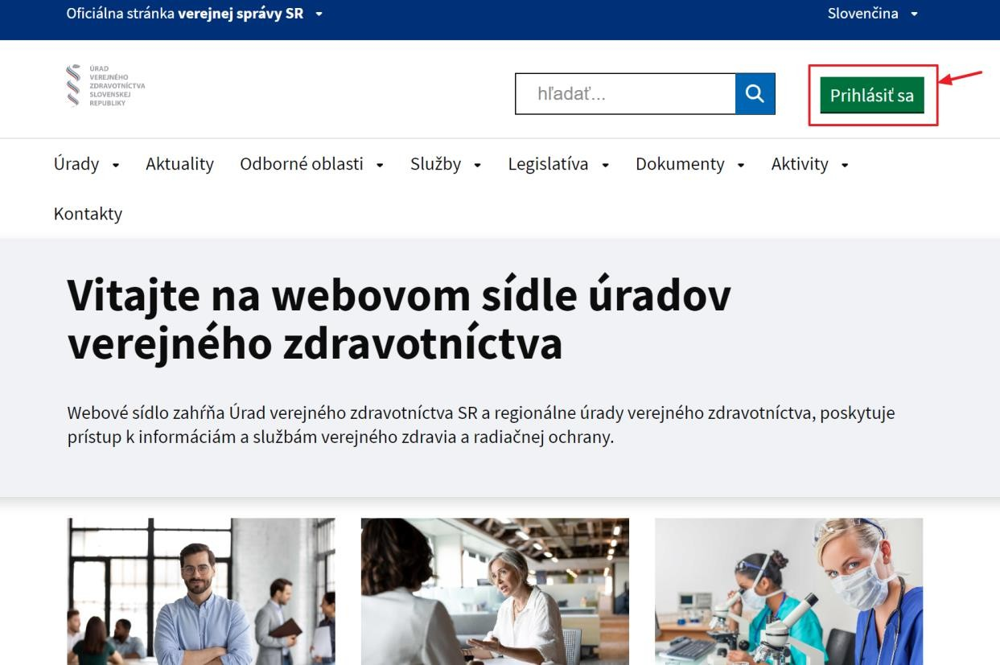 Oficiálna stránka verejnej správy SR
Slovenčina
ÚRAD
VEREJNÉHO
ZDRAVOTNÍCTVA
SLOVENSKEJ
REPUBLIKY
hľadať...
Prihlásiť sa
Úrady
Aktuality
Odborné oblasti
Služby
Legislatíva
Dokumenty
Aktivity
Kontakty
Vitajte na webovom sídle úradov
verejného zdravotníctva
Webové sídlo zahŕňa Úrad verejného zdravotníctva SR a regionálne úrady verejného zdravotníctva, poskytuje
prístup k informáciám a službám verejného zdravia a radiačnej ochrany.